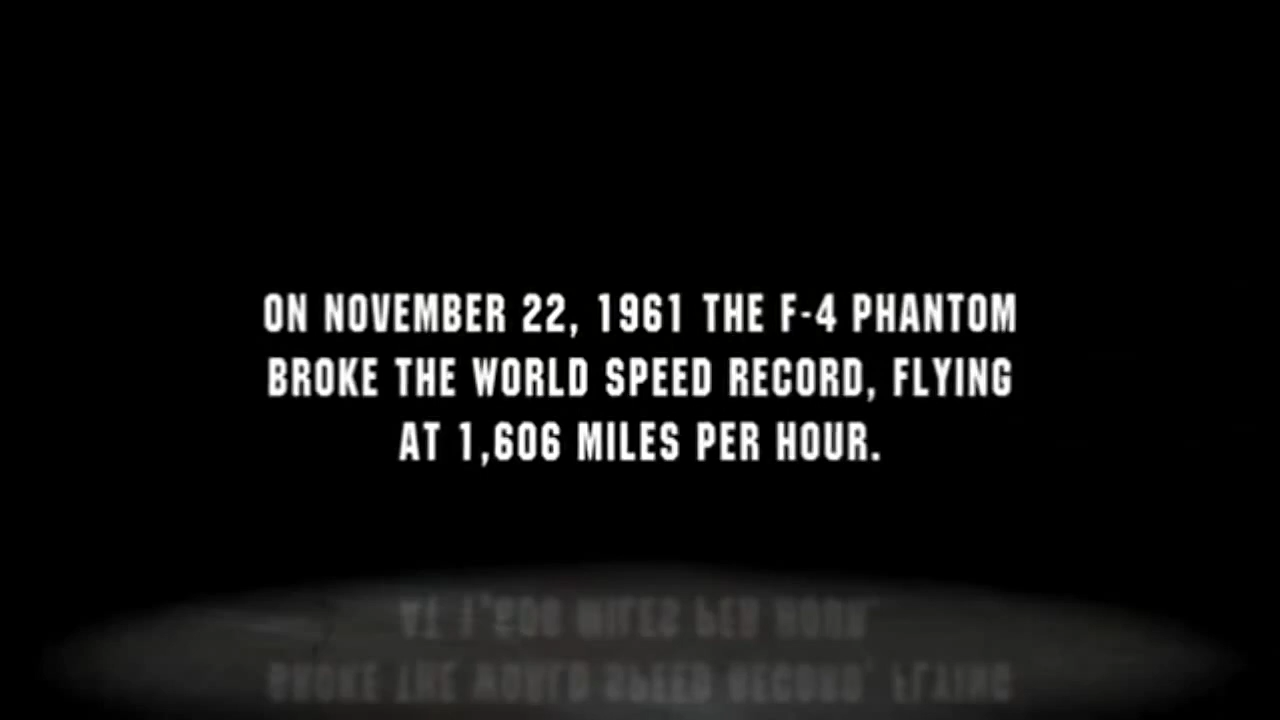 ON NOVEMBER 22, 1961 THE F-4 PHANTOM
BROKE THE WORLD SPEED RECORD, FLYING
AT 1,606 MILES PER HOUR.